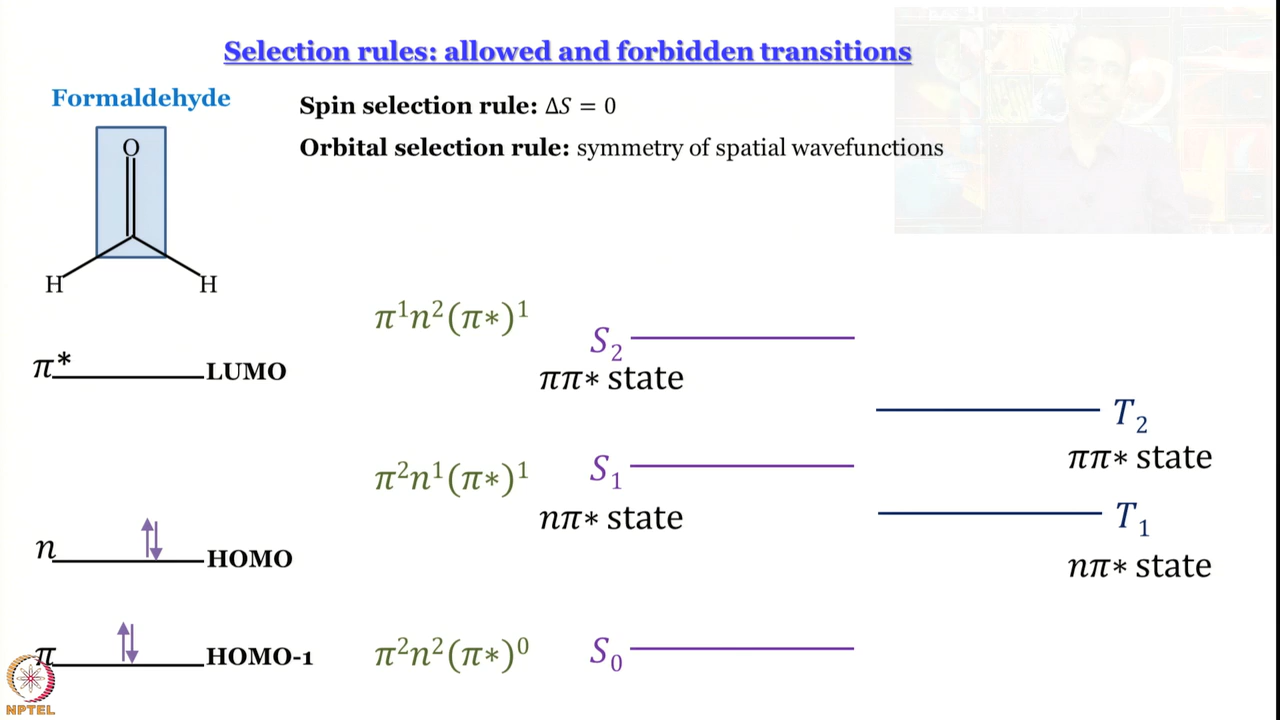 Selection rules: allowed and forbidden transitions
Formaldehyde
Spin selection rule: ΔS = 0
Orbital selection rule: symmetry of spatial wavefunctions
O
H H
π* LUMO
n HOMO
π HOMO-1
π¹n²(π*)¹ S₂
ππ* state
π²n¹(π*)¹ S₁
nπ* state
π²n²(π*)⁰ S₀
T₂
ππ* state
T₁
nπ* state
NPTEL